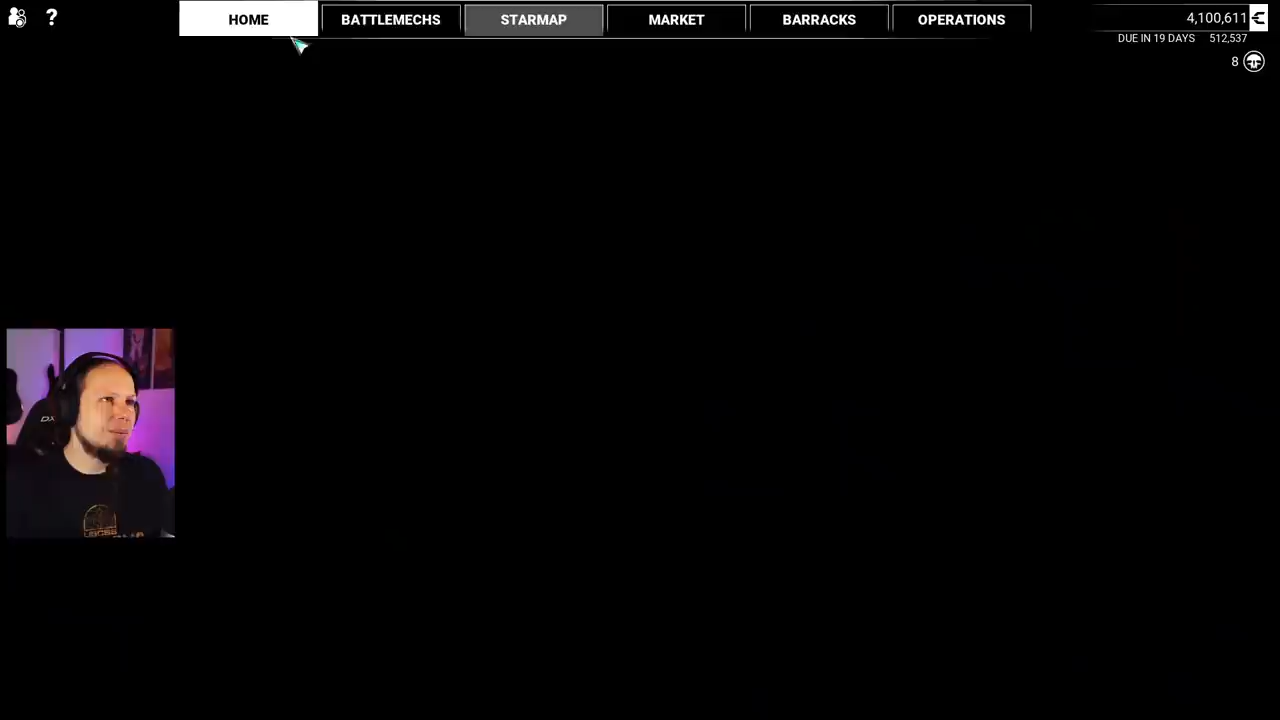 ?
HOME
BATTLEMECHS
STARMAP
MARKET
BARRACKS
OPERATIONS
4,100,611
DUE IN 19 DAYS 512,537
8